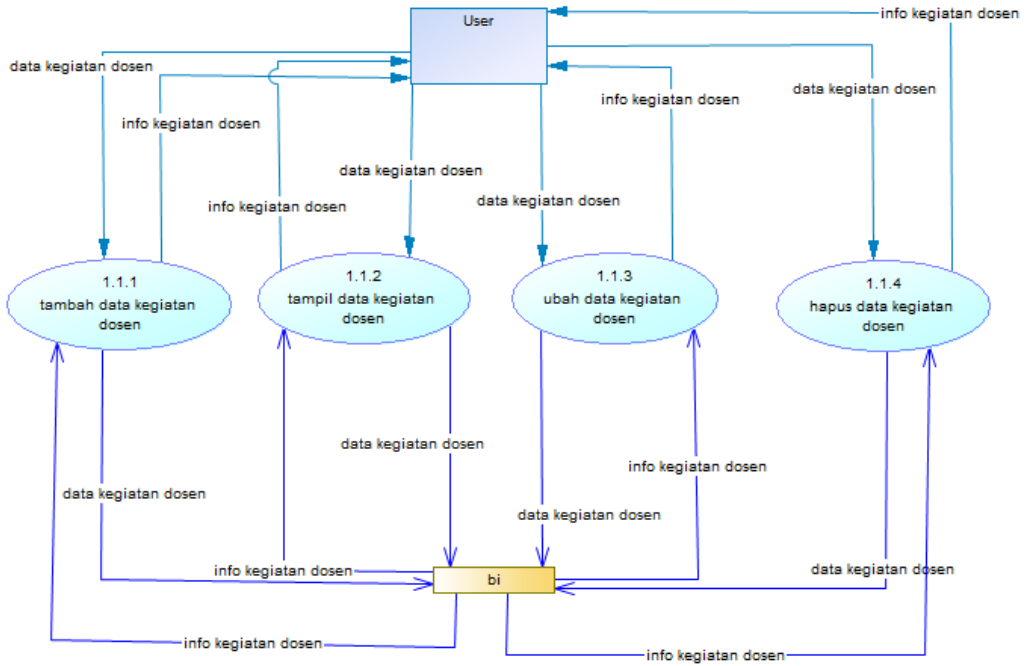 User
info kegiatan dosen
data kegiatan dosen
data kegiatan dosen
info kegiatan dosen
info kegiatan dosen
data kegiatan dosen
data kegiatan dosen
info kegiatan dosen
1.1.1
tambah data kegiatan
dosen
1.1.2
tampil data kegiatan
dosen
1.1.3
ubah data kegiatan
dosen
1.1.4
hapus data kegiatan
dosen
data kegiatan dosen
info kegiatan dosen
data kegiatan dosen
data kegiatan dosen
info kegiatan dosen
bi
data kegiatan dosen
info kegiatan dosen
info kegiatan dosen